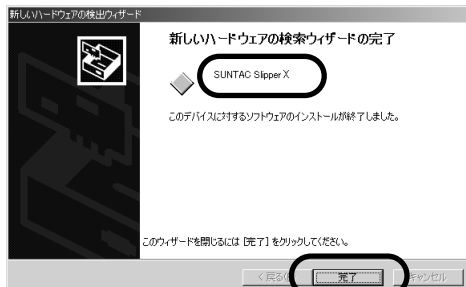 新しいハードウェアの検出ウィザード
新しいハードウェアの検索ウィザードの完了
SUNTAC Slipper X
このデバイスに対するソフトウェアのインストールが終了しました。
このウィザードを閉じるには [完了] をクリックしてください。
< 戻る 完了 キャンセル